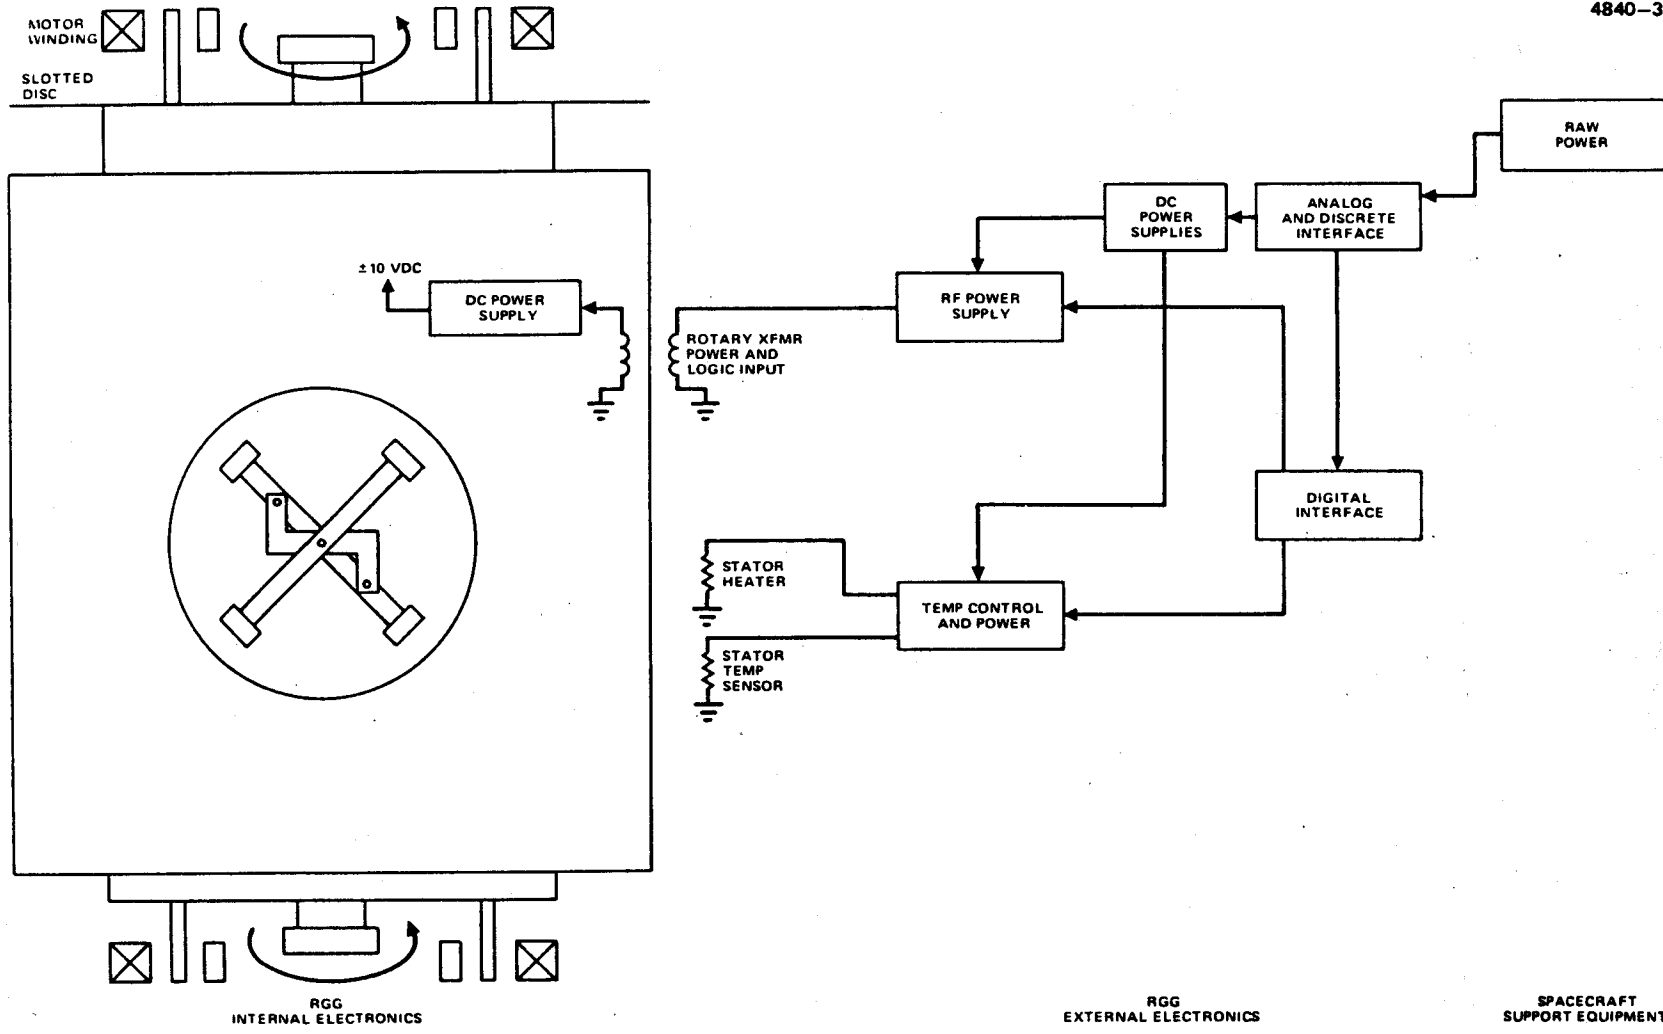 4840-3
MOTOR
WINDING
SLOTTED
DISC
RAW
POWER
DC
POWER
SUPPLIES
ANALOG
AND DISCRETE
INTERFACE
±10 VDC
DC POWER
SUPPLY
RF POWER
SUPPLY
ROTARY XFMR
POWER AND
LOGIC INPUT
DIGITAL
INTERFACE
STATOR
HEATER
TEMP CONTROL
AND POWER
STATOR
TEMP
SENSOR
RGG
INTERNAL ELECTRONICS
RGG
EXTERNAL ELECTRONICS
SPACECRAFT
SUPPORT EQUIPMENT